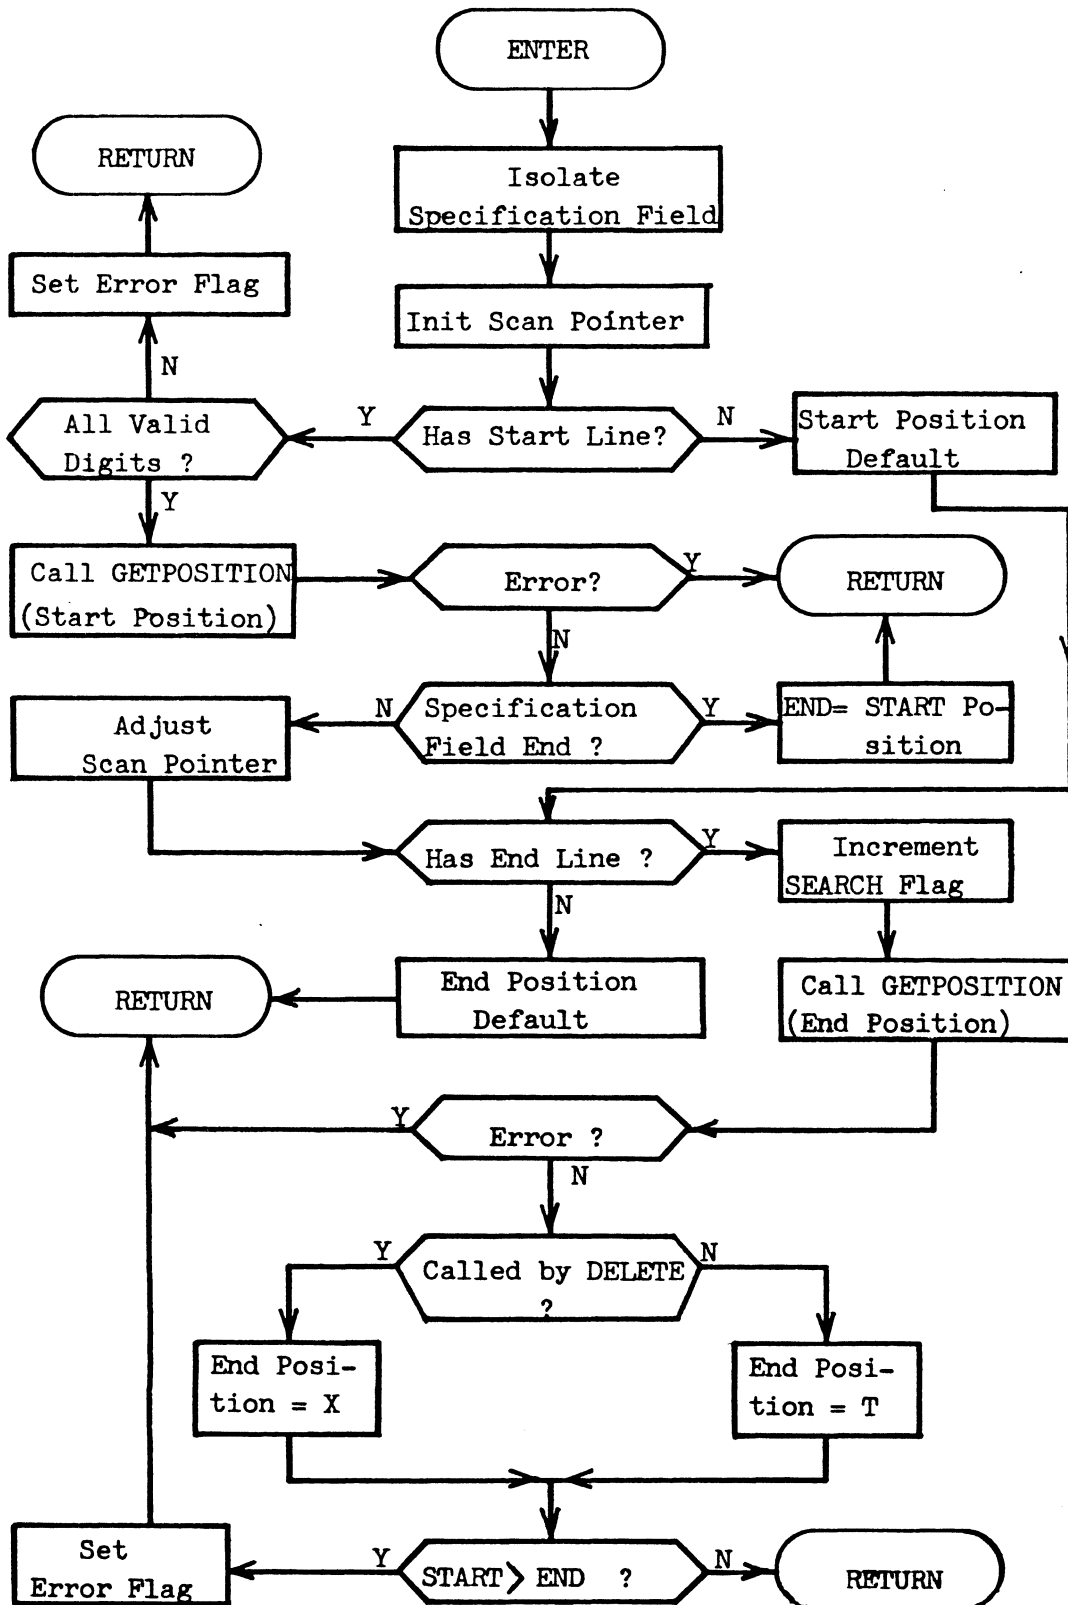 ENTER
RETURN
Isolate
Specification Field
Set Error Flag
Init Scan Pointer
N
All Valid
Digits ?
Y
Has Start Line?
N
Start Position
Default
Y
Call GETPOSITION
(Start Position)
Error?
Y
RETURN
N
Adjust
Scan Pointer
N
Specification
Field End ?
Y
END= START Po-
sition
Has End Line ?
Y
Increment
SEARCH Flag
N
RETURN
End Position
Default
Call GETPOSITION
(End Position)
Y
Error ?
N
Y
Called by DELETE
?
N
End Posi-
tion = X
End Posi-
tion = T
Set
Error Flag
Y
START > END ?
N
RETURN